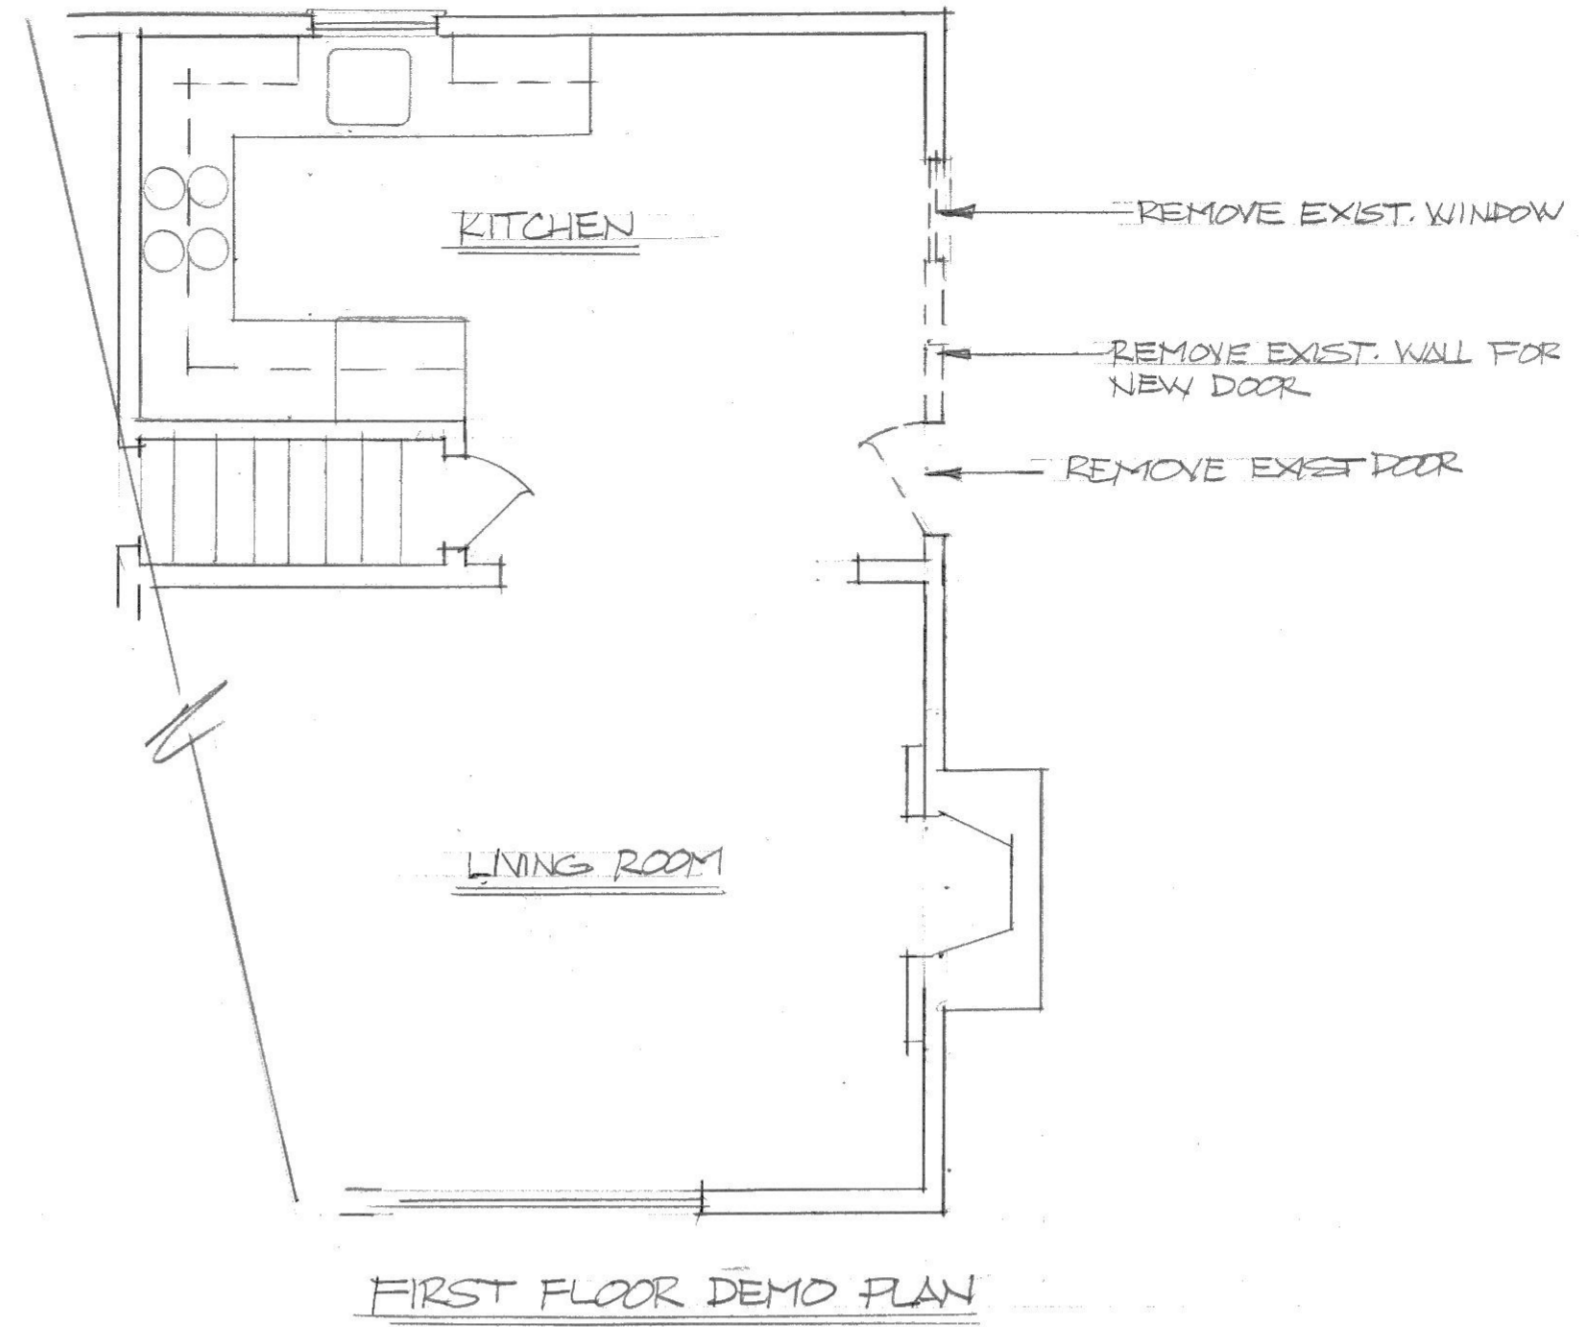 KITCHEN
REMOVE EXIST. WINDOW
REMOVE EXIST. WALL FOR
NEW DOOR
REMOVE EXIST DOOR
LIVING ROOM
FIRST FLOOR DEMO PLAN